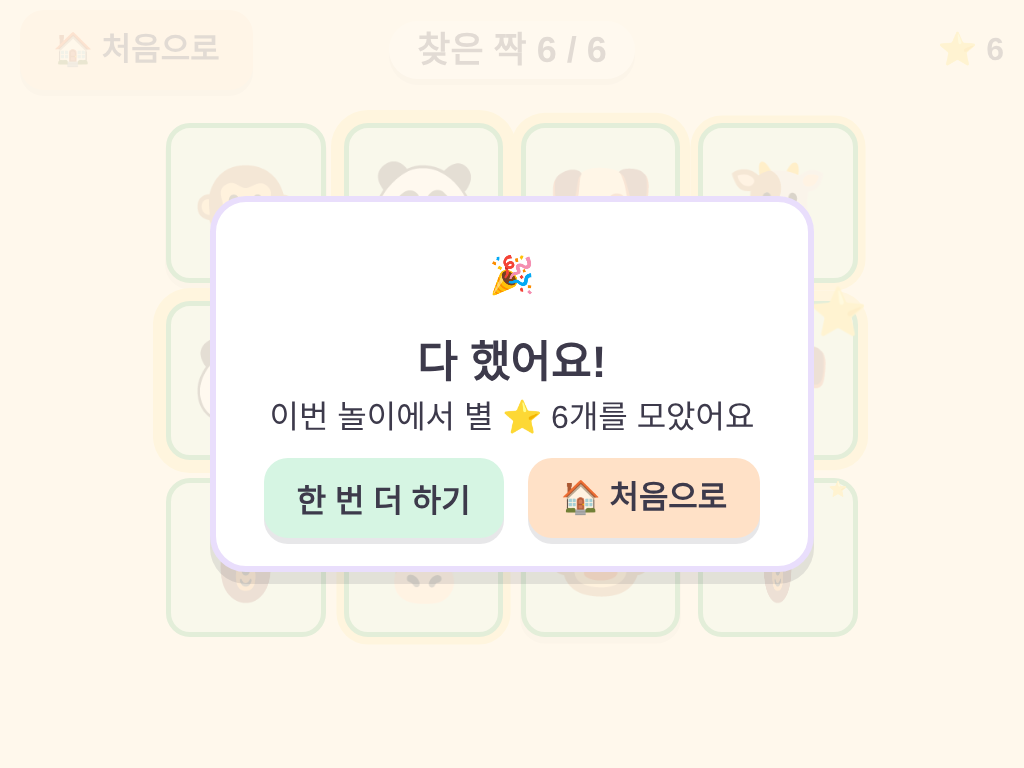 처음으로
찾은 짝 6 / 6
6
다 했어요!
이번 놀이에서 별 ⭐ 6개를 모았어요
한 번 더 하기
처음으로